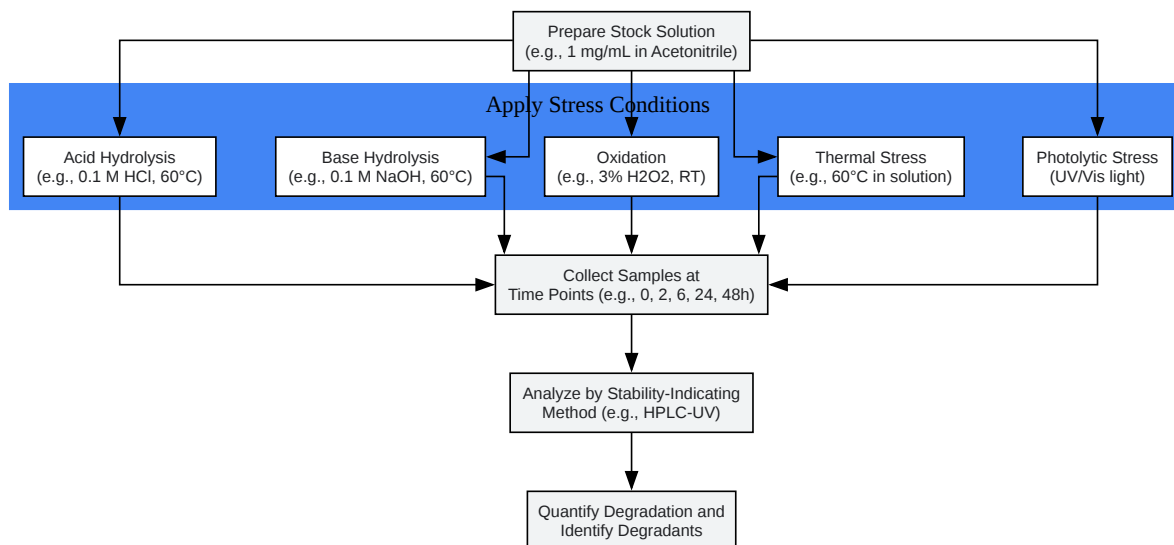 Prepare Stock Solution
(e.g., 1 mg/mL in Acetonitrile)
Apply Stress Conditions
Acid Hydrolysis
(e.g., 0.1 M HCl, 60°C)
Base Hydrolysis
(e.g., 0.1 M NaOH, 60°C)
Oxidation
(e.g., 3% H2O2, RT)
Thermal Stress
(e.g., 60°C in solution)
Photolytic Stress
(UV/Vis light)
Collect Samples at
Time Points (e.g., 0, 2, 6, 24, 48h)
Analyze by Stability-Indicating
Method (e.g., HPLC-UV)
Quantify Degradation and
Identify Degradants